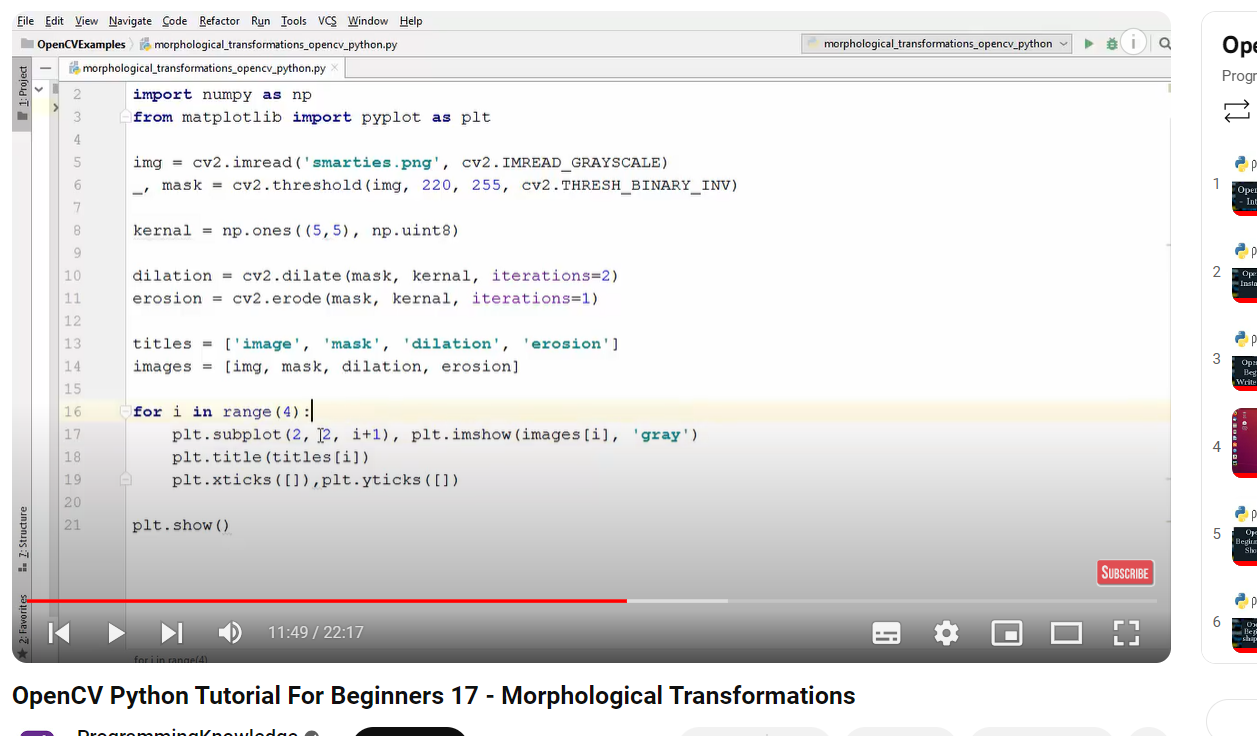 File Edit View Navigate Code Refactor Run Tools VCS Window Help
OpenCVExamples morphological_transformations_opencv_python.py
morphological_transformations_opencv_python
morphological_transformations_opencv_python.py
1: Project
2 import numpy as np
3 from matplotlib import pyplot as plt
4
5 img = cv2.imread('smarties.png', cv2.IMREAD_GRAYSCALE)
6 _, mask = cv2.threshold(img, 220, 255, cv2.THRESH_BINARY_INV)
7
8 kernal = np.ones((5,5), np.uint8)
9
10 dilation = cv2.dilate(mask, kernal, iterations=2)
11 erosion = cv2.erode(mask, kernal, iterations=1)
12
13 titles = ['image', 'mask', 'dilation', 'erosion']
14 images = [img, mask, dilation, erosion]
15
16 for i in range(4):
17 plt.subplot(2, 2, i+1), plt.imshow(images[i], 'gray')
18 plt.title(titles[i])
19 plt.xticks([]),plt.yticks([])
20
21 plt.show()
7: Structure
2: Favorites
SUBSCRIBE
11:49 / 22:17
for i in range(4)
OpenCV Python Tutorial For Beginners 17 - Morphological Transformations
ProgrammingKnowledge
Ope
Progr
1
2
3
4
5
6